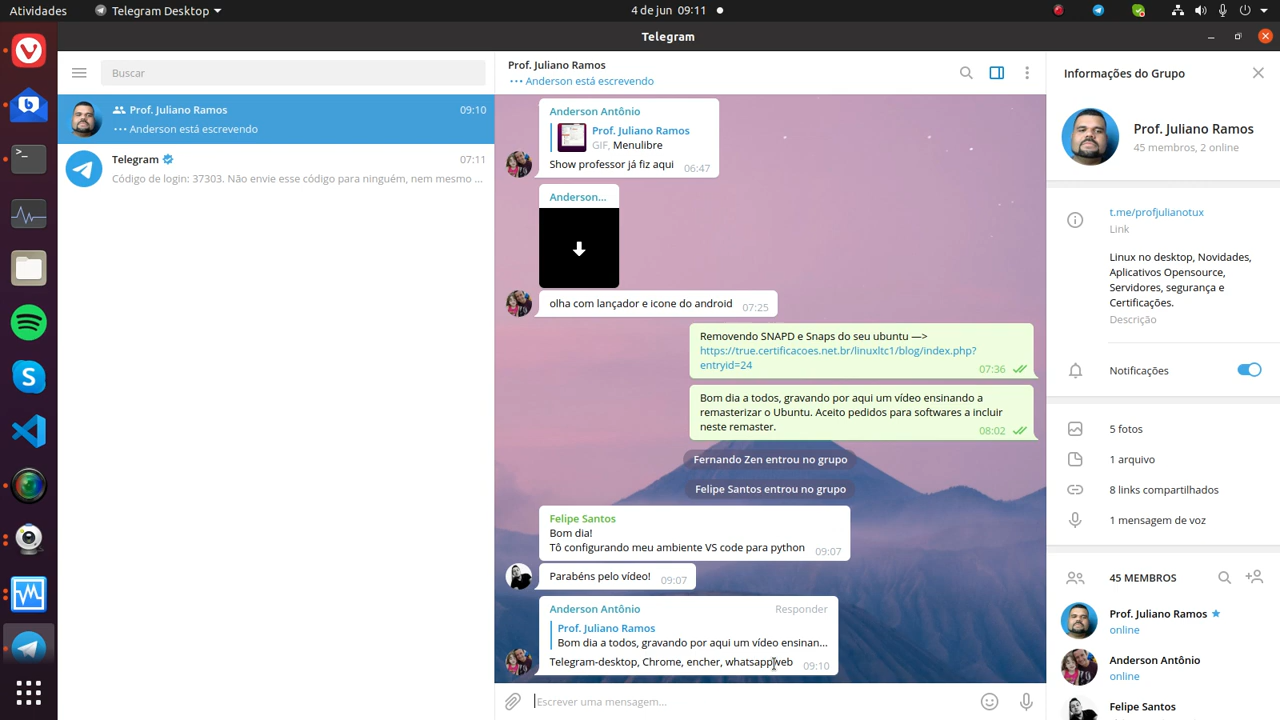 Atividades
Telegram Desktop
4 de jun 09:11
Telegram
Buscar
Prof. Juliano Ramos
09:10
Anderson está escrevendo
Telegram
07:11
Código de login: 37303. Não envie esse código para ninguém, nem mesmo ...
Prof. Juliano Ramos
Anderson está escrevendo
Anderson Antônio
Prof. Juliano Ramos
GIF, Menulibre
Show professor já fiz aqui
06:47
Anderson...
olha com lançador e icone do android
07:25
Removendo SNAPD e Snaps do seu ubuntu —>
https://true.certificacoes.net.br/linuxltc1/blog/index.php?
entryid=24
07:36
Bom dia a todos, gravando por aqui um vídeo ensinando a
remasterizar o Ubuntu. Aceito pedidos para softwares a incluir
neste remaster.
08:02
Fernando Zen entrou no grupo
Felipe Santos entrou no grupo
Felipe Santos
Bom dia!
Tô configurando meu ambiente VS code para python
09:07
Parabéns pelo vídeo!
09:07
Anderson Antônio
Responder
Prof. Juliano Ramos
Bom dia a todos, gravando por aqui um vídeo ensinan...
Telegram-desktop, Chrome, encher, whatsappweb
09:10
Escrever uma mensagem...
Informações do Grupo
Prof. Juliano Ramos
45 membros, 2 online
t.me/profjulianotux
Link
Linux no desktop, Novidades,
Aplicativos Opensource,
Servidores, segurança e
Certificações.
Descrição
Notificações
5 fotos
1 arquivo
8 links compartilhados
1 mensagem de voz
45 MEMBROS
Prof. Juliano Ramos
online
Anderson Antônio
online
Felipe Santos